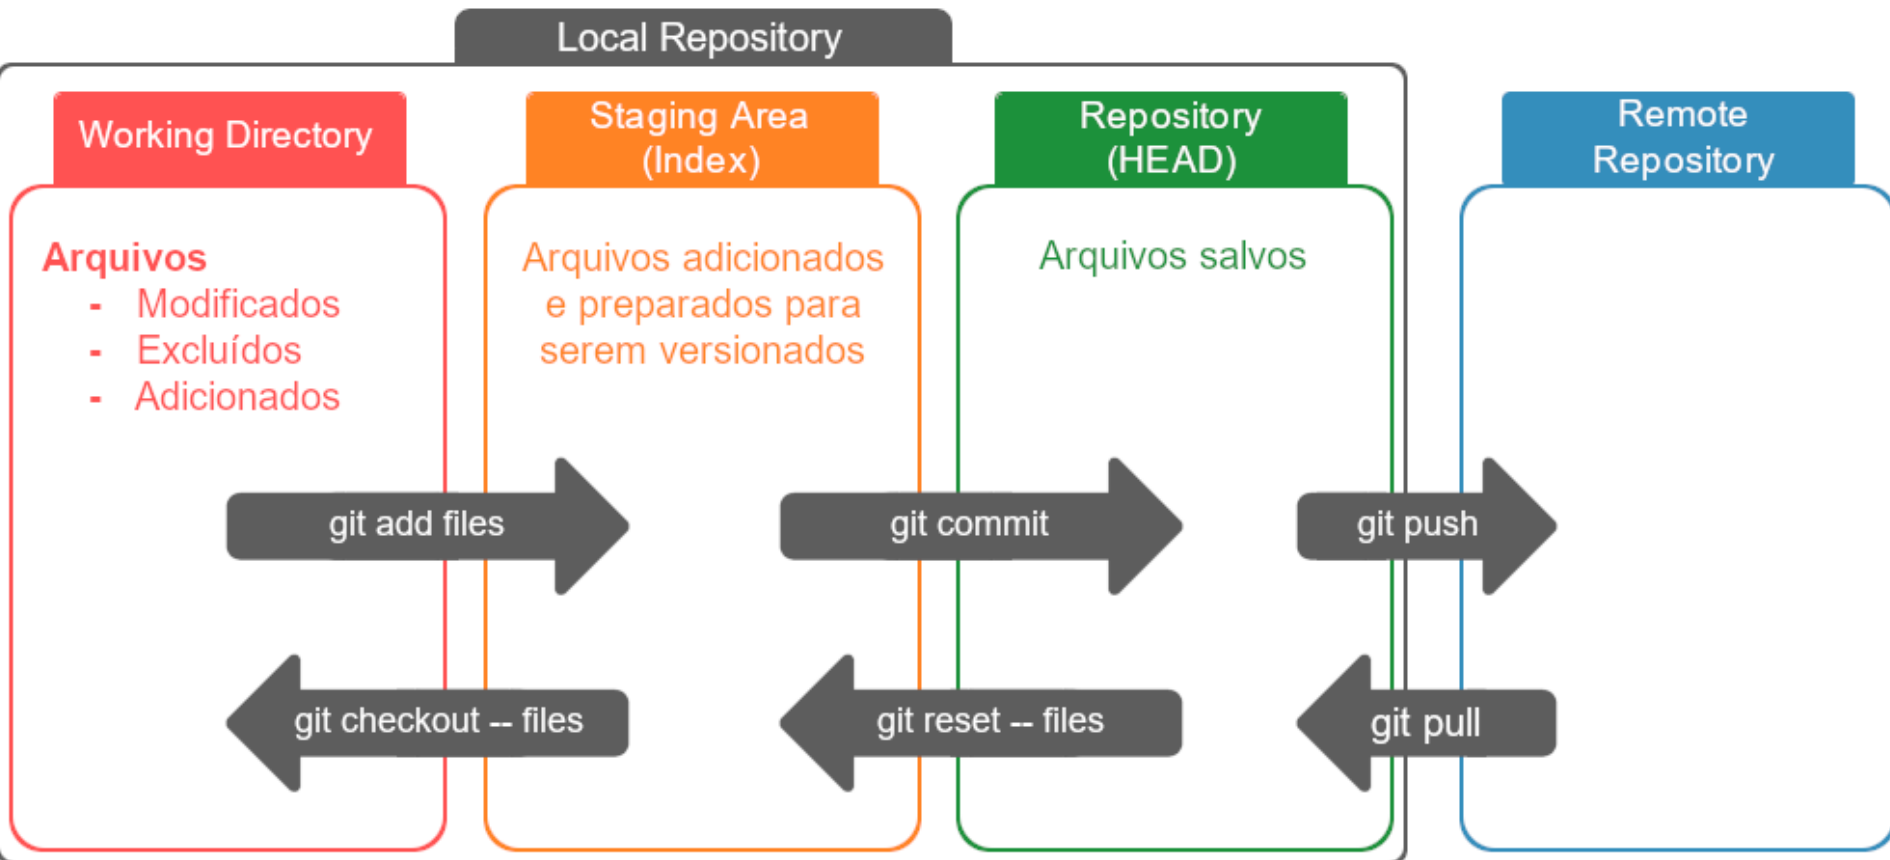 Local Repository
Working Directory
Staging Area
(Index)
Repository
(HEAD)
Remote
Repository
Arquivos
- Modificados
- Excluídos
- Adicionados
Arquivos adicionados
e preparados para
serem versionados
Arquivos salvos
git add files
git commit
git push
git checkout -- files
git reset -- files
git pull